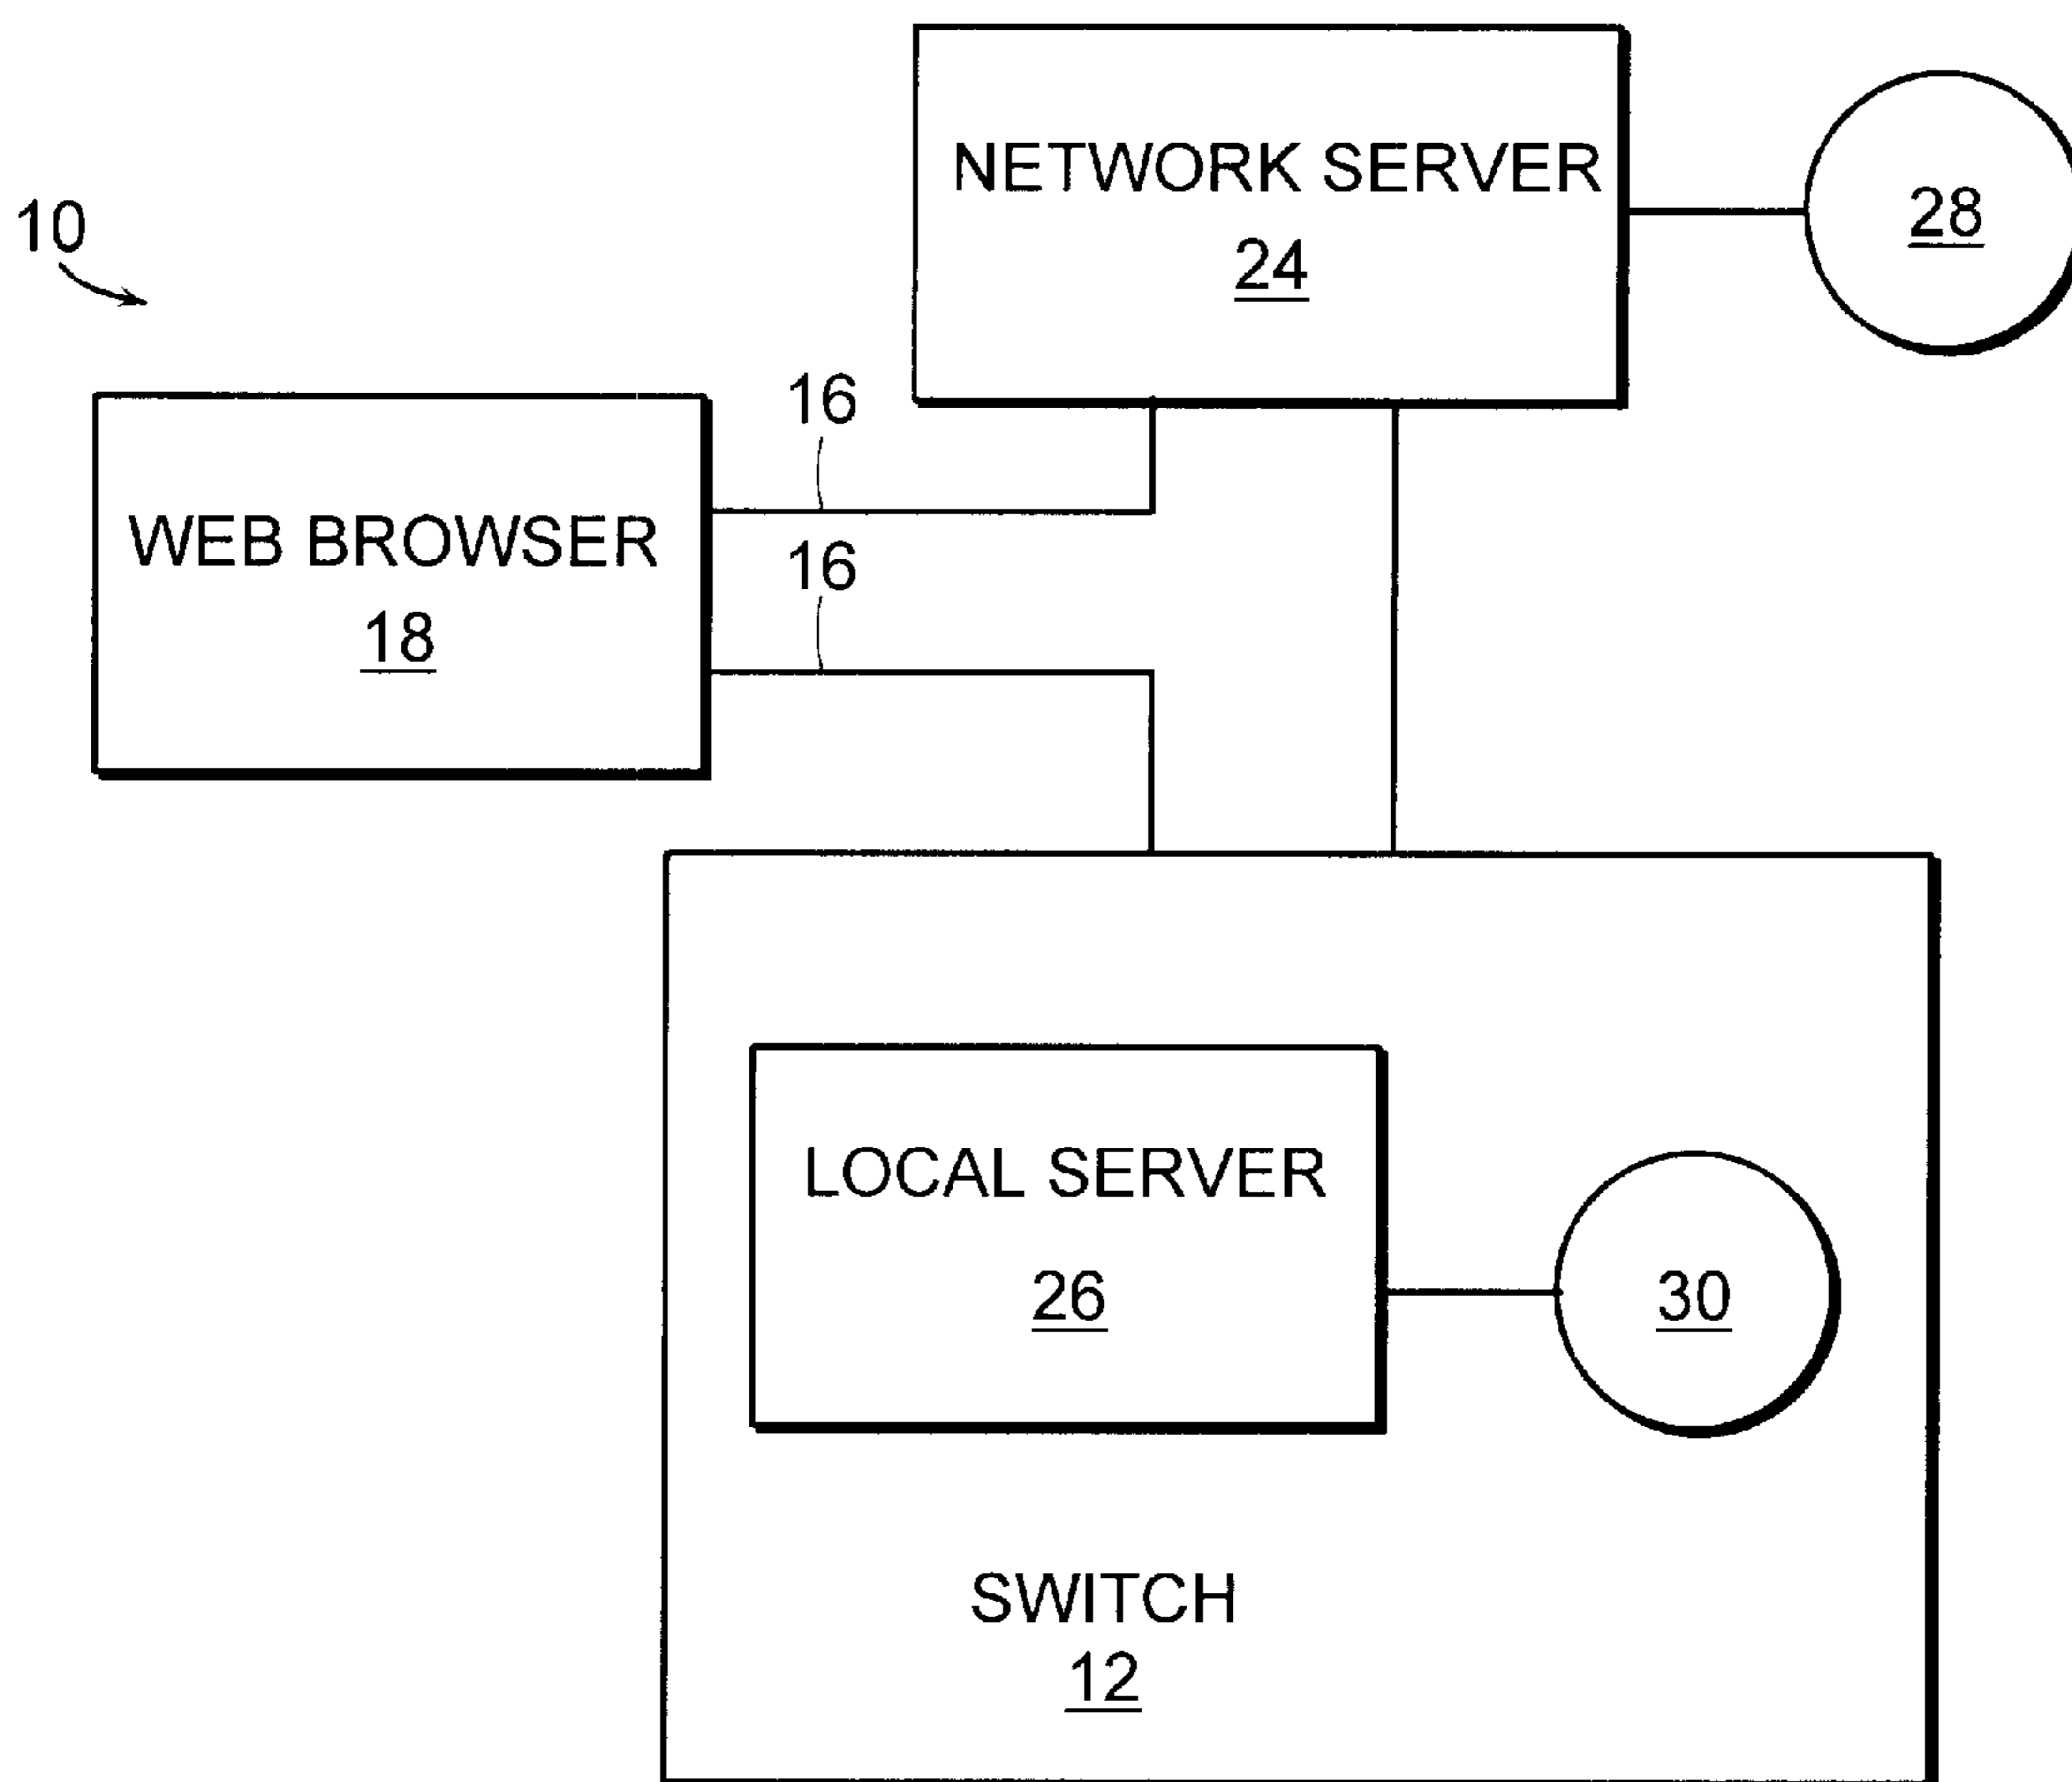 NETWORK SERVER
24
28
10
16
WEB BROWSER
18
16
LOCAL SERVER
26
30
SWITCH
12